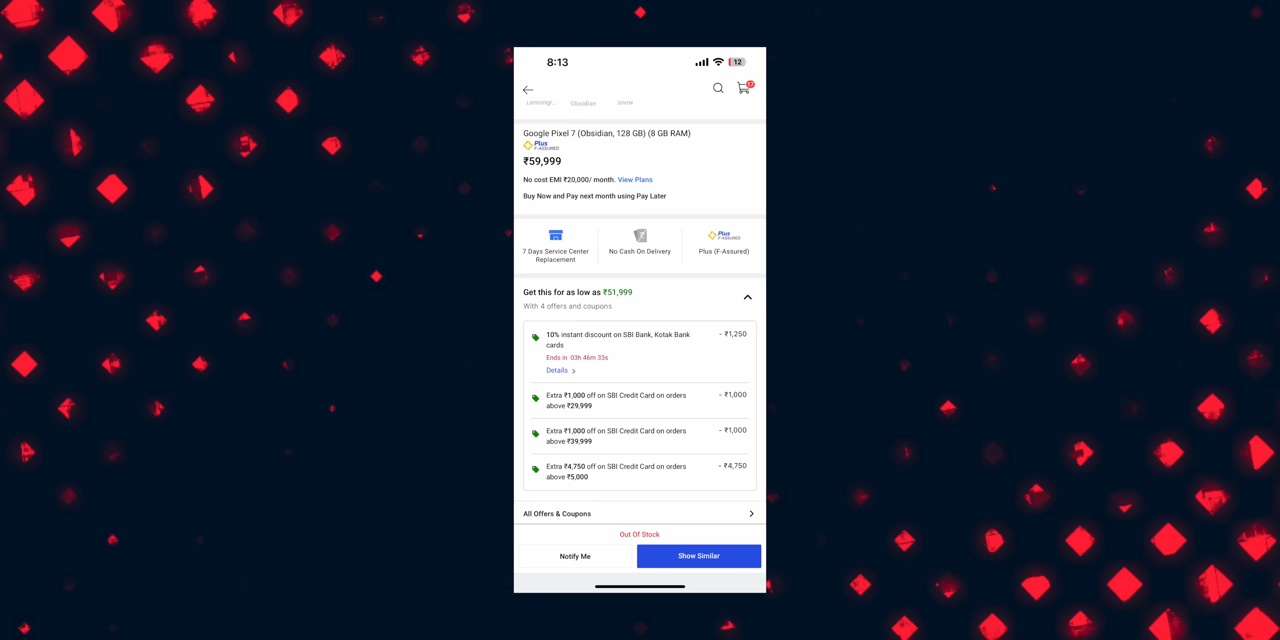 8:13
12
17
Lemongr... Obsidian Snow
Google Pixel 7 (Obsidian, 128 GB) (8 GB RAM)
Plus
F-ASSURED
₹59,999
No cost EMI ₹20,000/ month. View Plans
Buy Now and Pay next month using Pay Later
7 Days Service Center
Replacement
No Cash On Delivery
Plus
F-ASSURED
Plus (F-Assured)
Get this for as low as ₹51,999
With 4 offers and coupons
10% instant discount on SBI Bank, Kotak Bank - ₹1,250
cards
Ends in 03h 46m 33s
Details
Extra ₹1,000 off on SBI Credit Card on orders - ₹1,000
above ₹29,999
Extra ₹1,000 off on SBI Credit Card on orders - ₹1,000
above ₹39,999
Extra ₹4,750 off on SBI Credit Card on orders - ₹4,750
above ₹5,000
All Offers & Coupons
Out Of Stock
Notify Me Show Similar